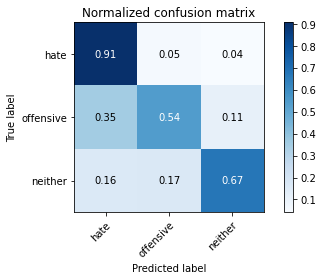 Normalized confusion matrix
True label
hate 0.91 0.05 0.04
offensive 0.35 0.54 0.11
neither 0.16 0.17 0.67
hate offensive neither
Predicted label
0.9
0.8
0.7
0.6
0.5
0.4
0.3
0.2
0.1